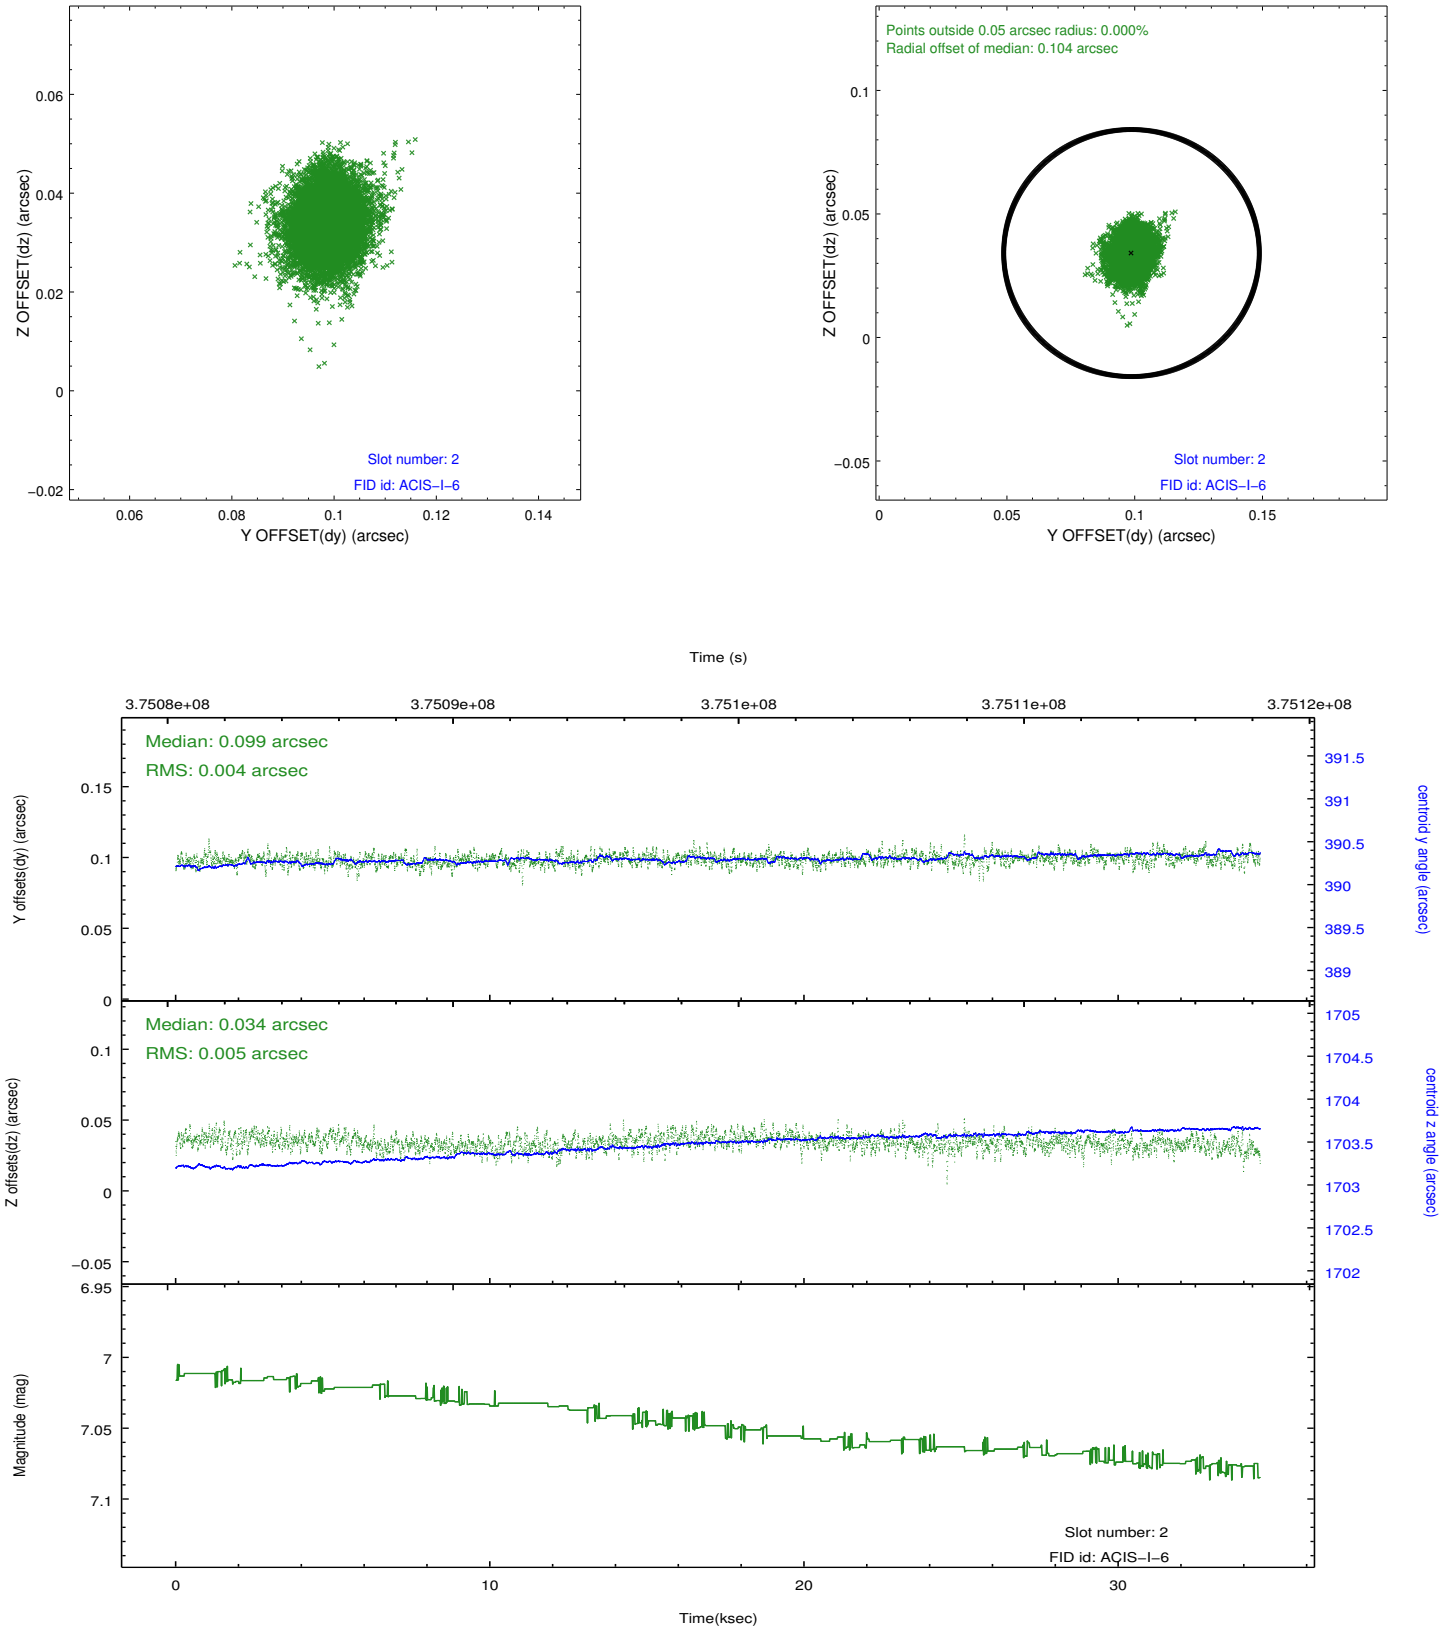 0.06
0.04
0.02
0
−0.02
Z OFFSET(dz) (arcsec)
Slot number: 2
FID id: ACIS−I−6
0.06 0.08 0.1 0.12 0.14
Y OFFSET(dy) (arcsec)
Points outside 0.05 arcsec radius: 0.000%
Radial offset of median: 0.104 arcsec
0.1
0.05
0
−0.05
Z OFFSET(dz) (arcsec)
Slot number: 2
FID id: ACIS−I−6
0 0.05 0.1 0.15
Y OFFSET(dy) (arcsec)
Time (s)
3.7508e+08 3.7509e+08 3.751e+08 3.7511e+08 3.7512e+08
Median: 0.099 arcsec
RMS: 0.004 arcsec
0.15
0.1
0.05
0
Y offsets(dy) (arcsec)
391.5
391
390.5
390
389.5
389
centroid y angle (arcsec)
Median: 0.034 arcsec
RMS: 0.005 arcsec
0.1
0.05
0
−0.05
Z offsets(dz) (arcsec)
1705
1704.5
1704
1703.5
1703
1702.5
1702
centroid z angle (arcsec)
6.95
7
7.05
7.1
Magnitude (mag)
Slot number: 2
FID id: ACIS−I−6
0 10 20 30
Time(ksec)